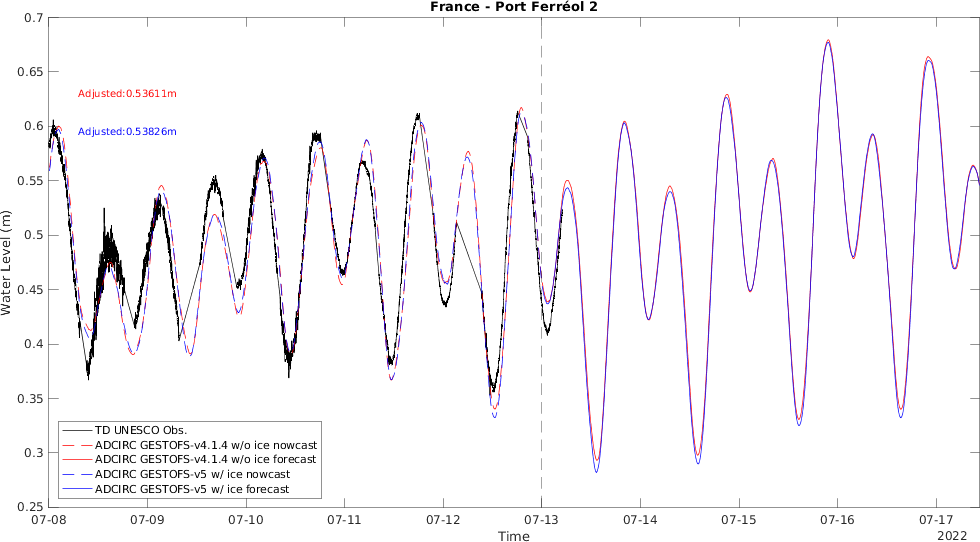 France - Port Ferréol 2
0.7
0.65
0.6
0.55
0.5
0.45
0.4
0.35
0.3
0.25
Water Level (m)
Adjusted:0.53611m
Adjusted:0.53826m
TD UNESCO Obs.
ADCIRC GESTOFS-v4.1.4 w/o ice nowcast
ADCIRC GESTOFS-v4.1.4 w/o ice forecast
ADCIRC GESTOFS-v5 w/ ice nowcast
ADCIRC GESTOFS-v5 w/ ice forecast
07-08 07-09 07-10 07-11 07-12 07-13 07-14 07-15 07-16 07-17
Time
2022